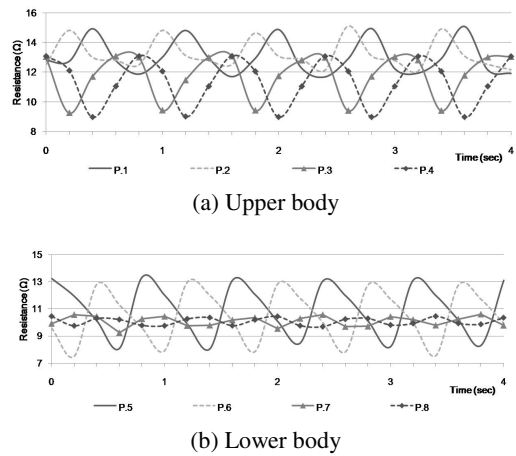 16
14
12
10
8
Resistance (Ω)
0 1 2 3 4
Time (sec)
P.1 P.2 P.3 P.4
(a) Upper body
15
13
11
9
7
Resistance (Ω)
0 1 2 3 4
Time (sec)
P.5 P.6 P.7 P.8
(b) Lower body